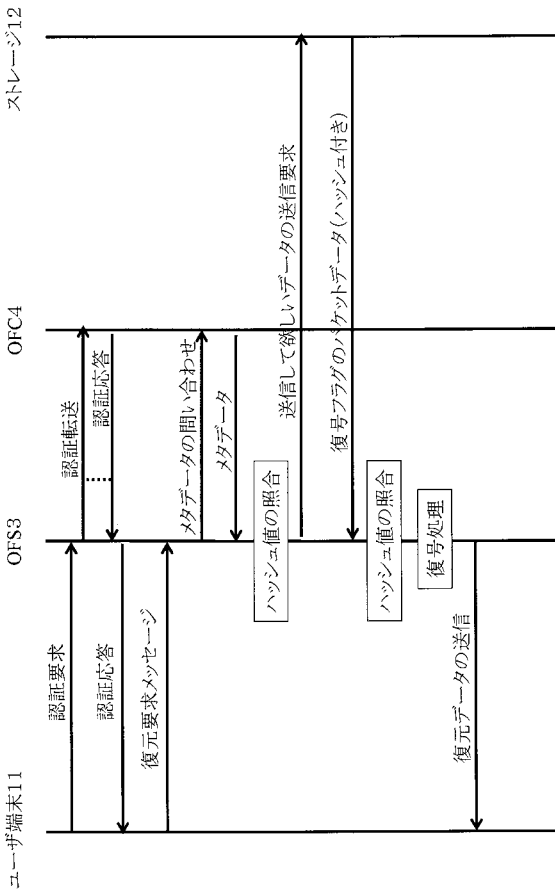 ユーザ端末11
OFS3
OFC4
ストレージ12
認証要求
認証転送
認証応答
認証応答
復元要求メッセージ
メタデータの問い合わせ
メタデータ
ハッシュ値の照合
送信して欲しいデータの送信要求
復号フラグのパケットデータ(ハッシュ付き)
ハッシュ値の照合
復号処理
復元データの送信